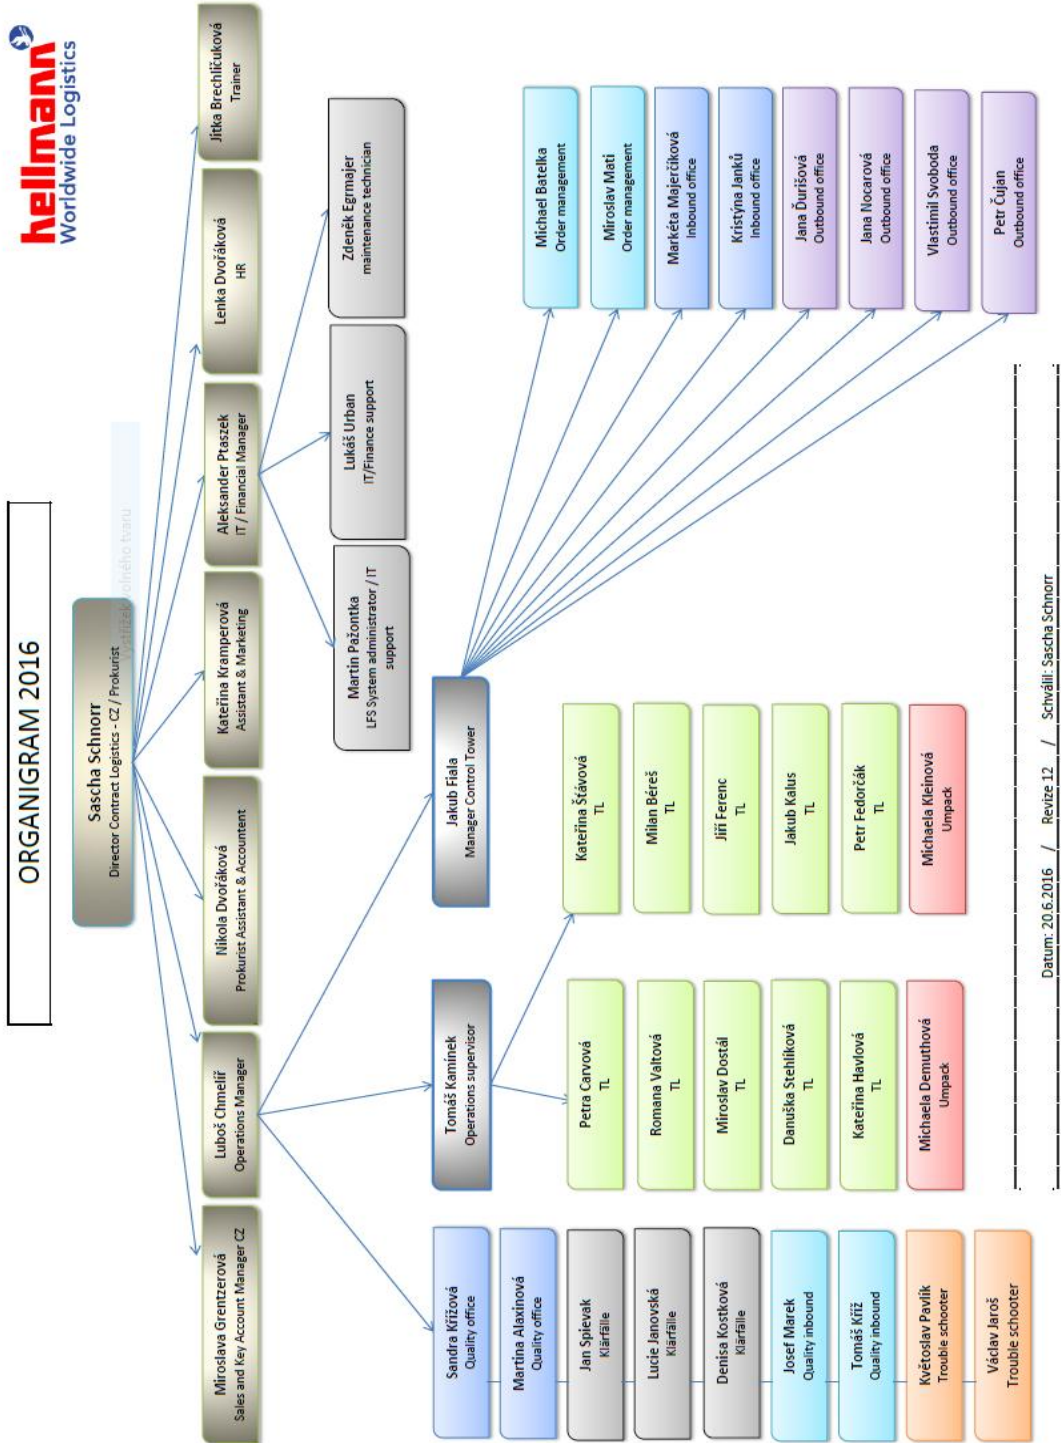 hellmann
Worldwide Logistics
ORGANIGRAM 2016
Sascha Schnorr
Director Contract Logistics - CZ / Prokurist
výstřižek volného tvaru
Miroslava Grentzerová
Sales and Key Account Manager CZ
Luboš Chmelíř
Operations Manager
Nikola Dvořáková
Prokurist Assistant & Accountent
Kateřina Kramperová
Assistant & Marketing
Aleksander Ptaszek
IT / Financial Manager
Lenka Dvořáková
HR
Jitka Brechličuková
Trainer
Martin Pažontka
LFS System administrator / IT
support
Lukáš Urban
IT/Finance support
Zdeněk Egrmajer
maintenance technician
Sandra Křížová
Quality office
Martina Alaxinová
Quality office
Jan Spievak
Klärfälle
Lucie Janovská
Klärfälle
Denisa Kostková
Klärfälle
Josef Marek
Quality inbound
Tomáš Kříž
Quality inbound
Květoslav Pavlík
Trouble schooter
Václav Jaroš
Trouble schooter
Tomáš Kamínek
Operations supervisor
Petra Carvová
TL
Romana Valtová
TL
Miroslav Dostál
TL
Danuška Stehlíková
TL
Kateřina Havlová
TL
Michaela Demuthová
Umpack
Jakub Fiala
Manager Control Tower
Kateřina Šťávová
TL
Milan Béreš
TL
Jiří Ferenc
TL
Jakub Kalus
TL
Petr Fedorčák
TL
Michaela Kleinová
Umpack
Michael Batelka
Order management
Miroslav Mati
Order management
Markéta Majerčíková
Inbound office
Kristýna Janků
Inbound office
Jana Ďurišová
Outbound office
Jana Nocarová
Outbound office
Vlastimil Svoboda
Outbound office
Petr Čujan
Outbound office
Datum: 20.6.2016 / Revize 12 / Schválil: Sascha Schnorr